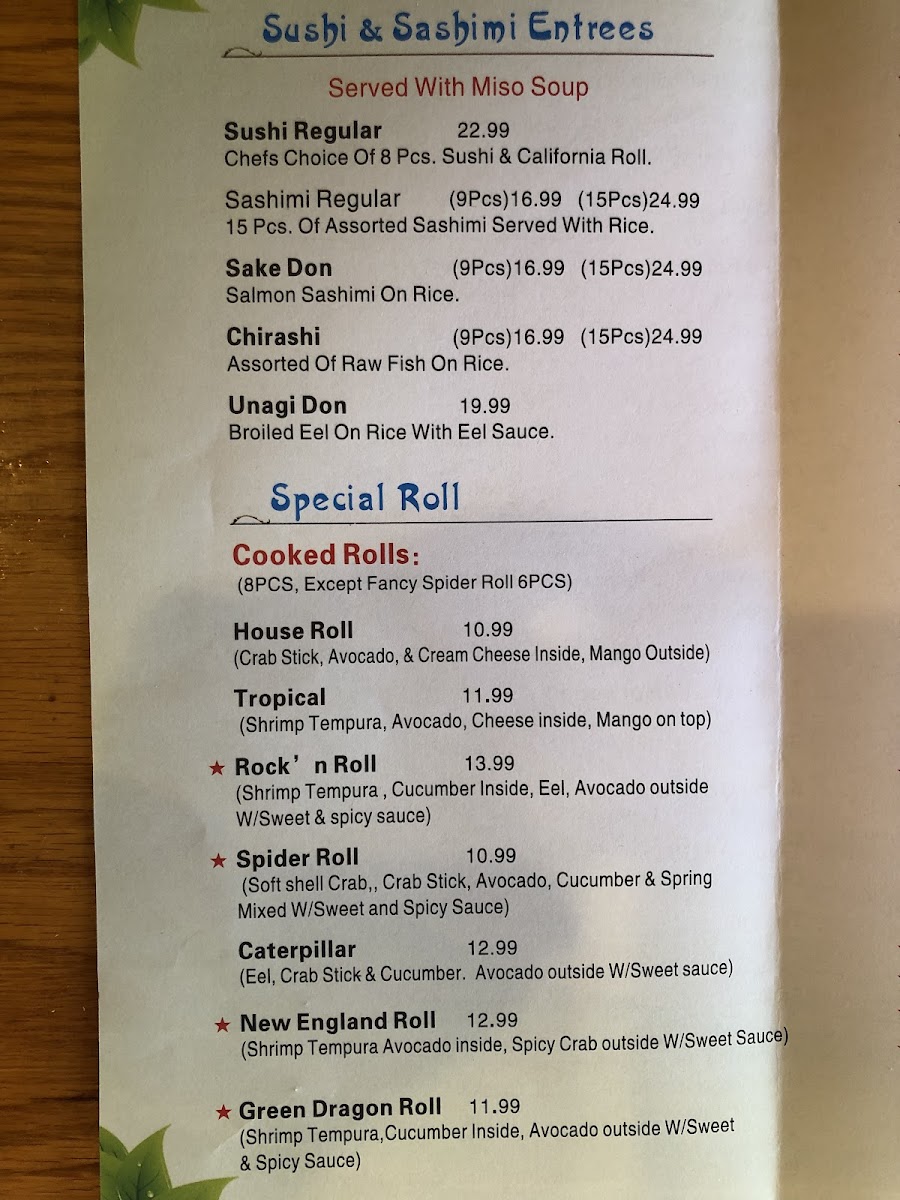 Sushi & Sashimi Entrees
Served With Miso Soup
Sushi Regular 22.99
Chefs Choice Of 8 Pcs. Sushi & California Roll.
Sashimi Regular (9Pcs)16.99 (15Pcs)24.99
15 Pcs. Of Assorted Sashimi Served With Rice.
Sake Don (9Pcs)16.99 (15Pcs)24.99
Salmon Sashimi On Rice.
Chirashi (9Pcs)16.99 (15Pcs)24.99
Assorted Of Raw Fish On Rice.
Unagi Don 19.99
Broiled Eel On Rice With Eel Sauce.
Special Roll
Cooked Rolls:
(8PCS, Except Fancy Spider Roll 6PCS)
House Roll 10.99
(Crab Stick, Avocado, & Cream Cheese Inside, Mango Outside)
Tropical 11.99
(Shrimp Tempura, Avocado, Cheese inside, Mango on top)
★ Rock’ n Roll 13.99
(Shrimp Tempura , Cucumber Inside, Eel, Avocado outside
W/Sweet & spicy sauce)
★ Spider Roll 10.99
(Soft shell Crab,, Crab Stick, Avocado, Cucumber & Spring
Mixed W/Sweet and Spicy Sauce)
Caterpillar 12.99
(Eel, Crab Stick & Cucumber. Avocado outside W/Sweet sauce)
★ New England Roll 12.99
(Shrimp Tempura Avocado inside, Spicy Crab outside W/Sweet Sauce)
★ Green Dragon Roll 11.99
(Shrimp Tempura,Cucumber Inside, Avocado outside W/Sweet
& Spicy Sauce)